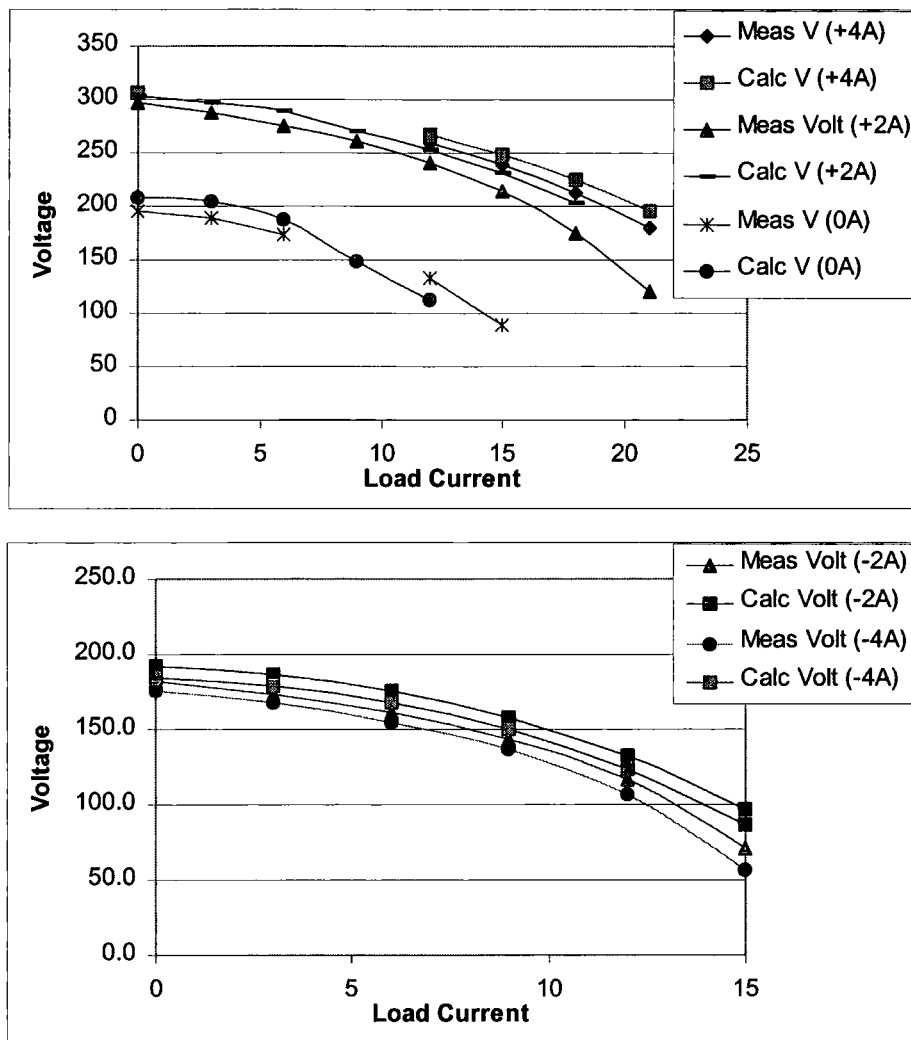 350
300
250
200
150
100
50
0
Voltage
0 5 10 15 20 25
Load Current
Meas V (+4A)
Calc V (+4A)
Meas Volt (+2A)
Calc V (+2A)
Meas V (0A)
Calc V (0A)
250.0
200.0
150.0
100.0
50.0
0.0
Voltage
0 5 10 15
Load Current
Meas Volt (-2A)
Calc Volt (-2A)
Meas Volt (-4A)
Calc Volt (-4A)